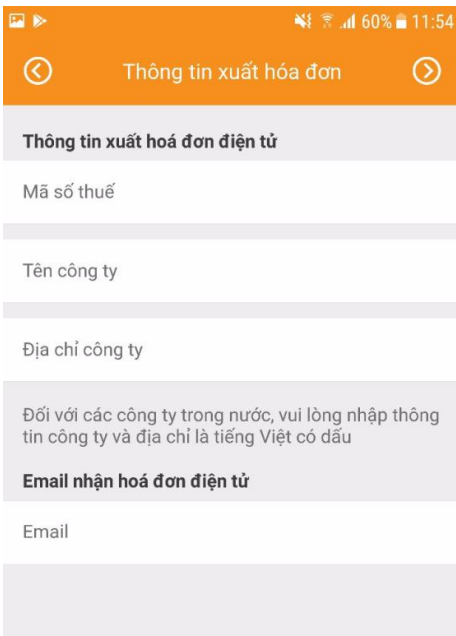 60% 11:54
Thông tin xuất hóa đơn
Thông tin xuất hoá đơn điện tử
Mã số thuế
Tên công ty
Địa chỉ công ty
Đối với các công ty trong nước, vui lòng nhập thông
tin công ty và địa chỉ là tiếng Việt có dấu
Email nhận hoá đơn điện tử
Email